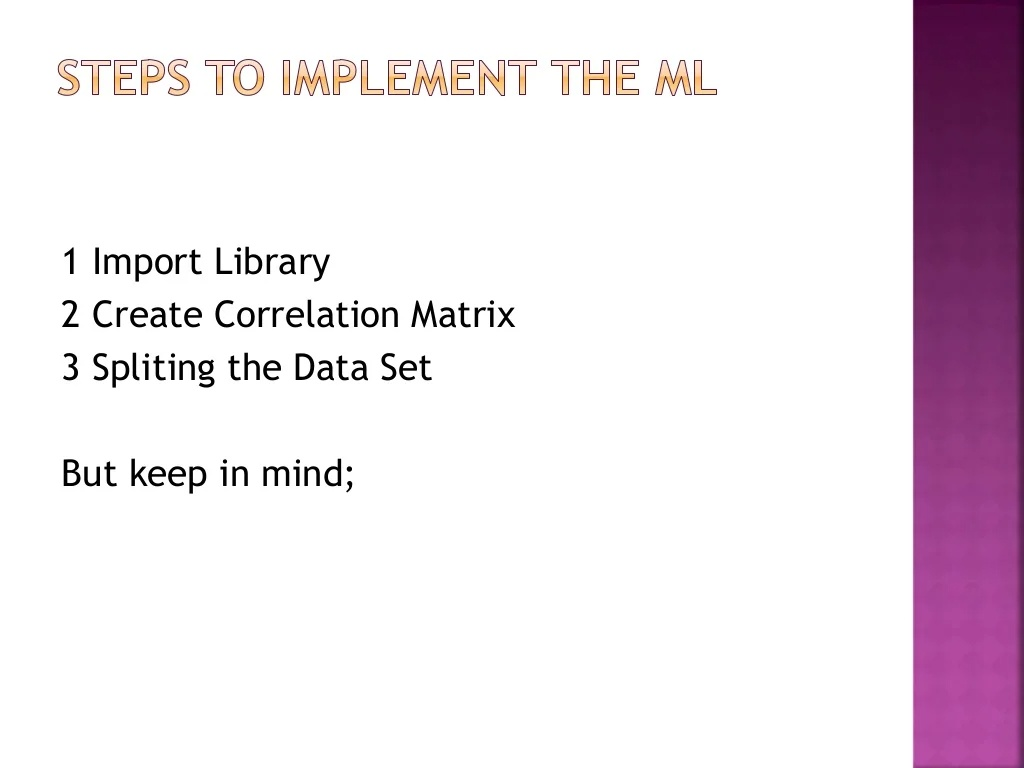 STEPS TO IMPLEMENT THE ML
1 Import Library
2 Create Correlation Matrix
3 Spliting the Data Set
But keep in mind;